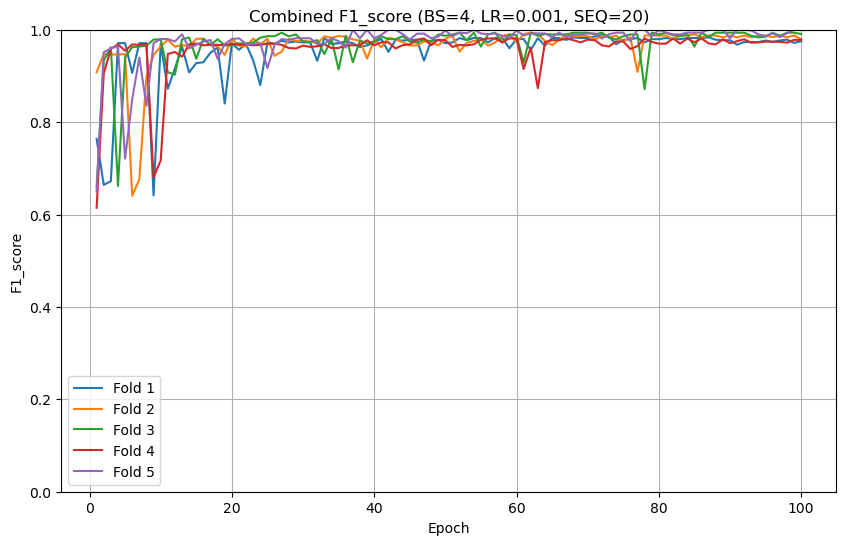 Combined F1_score (BS=4, LR=0.001, SEQ=20)
F1_score
1.0
0.8
0.6
0.4
0.2
0.0
Fold 1
Fold 2
Fold 3
Fold 4
Fold 5
0 20 40 60 80 100
Epoch